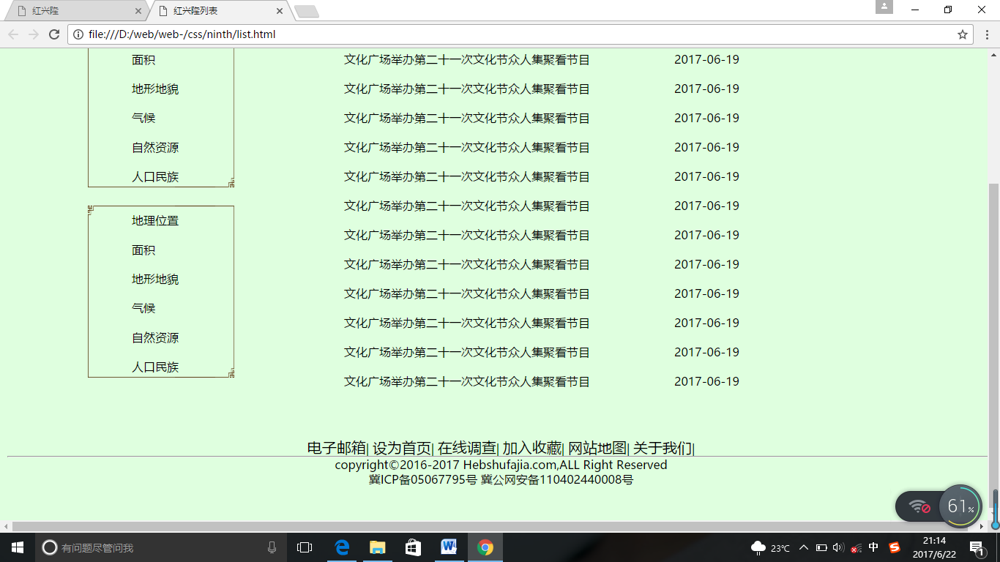 红兴隆
红兴隆列表
file:///D:/web/web-/css/ninth/list.html
面积
文化广场举办第二十一次文化节众人集聚看节目 2017-06-19
地形地貌
文化广场举办第二十一次文化节众人集聚看节目 2017-06-19
气候
文化广场举办第二十一次文化节众人集聚看节目 2017-06-19
自然资源
文化广场举办第二十一次文化节众人集聚看节目 2017-06-19
人口民族
文化广场举办第二十一次文化节众人集聚看节目 2017-06-19
文化广场举办第二十一次文化节众人集聚看节目 2017-06-19
地理位置
面积
文化广场举办第二十一次文化节众人集聚看节目 2017-06-19
文化广场举办第二十一次文化节众人集聚看节目 2017-06-19
地形地貌
文化广场举办第二十一次文化节众人集聚看节目 2017-06-19
气候
文化广场举办第二十一次文化节众人集聚看节目 2017-06-19
自然资源
文化广场举办第二十一次文化节众人集聚看节目 2017-06-19
人口民族
文化广场举办第二十一次文化节众人集聚看节目 2017-06-19
电子邮箱| 设为首页| 在线调查| 加入收藏| 网站地图| 关于我们|
copyright©2016-2017 Hebshufajia.com,ALL Right Reserved
冀ICP备05067795号 冀公网安备110402440008号
61%
有问题尽管问我
23℃
中
21:14
2017/6/22
1